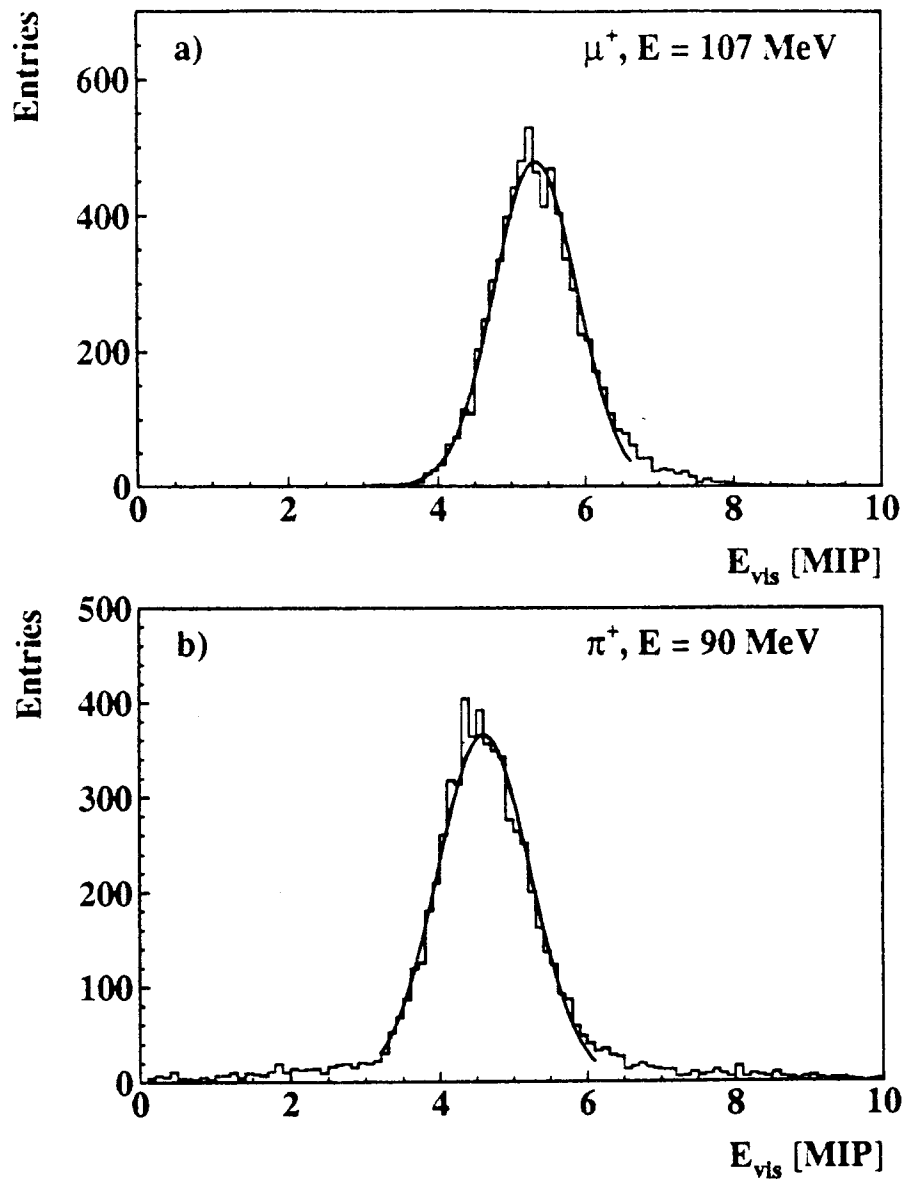 Entries
a)
μ+, E = 107 MeV
600
400
200
0
0 2 4 6 8 10
E_vis [MIP]
Entries
b)
π+, E = 90 MeV
500
400
300
200
100
0
0 2 4 6 8 10
E_vis [MIP]